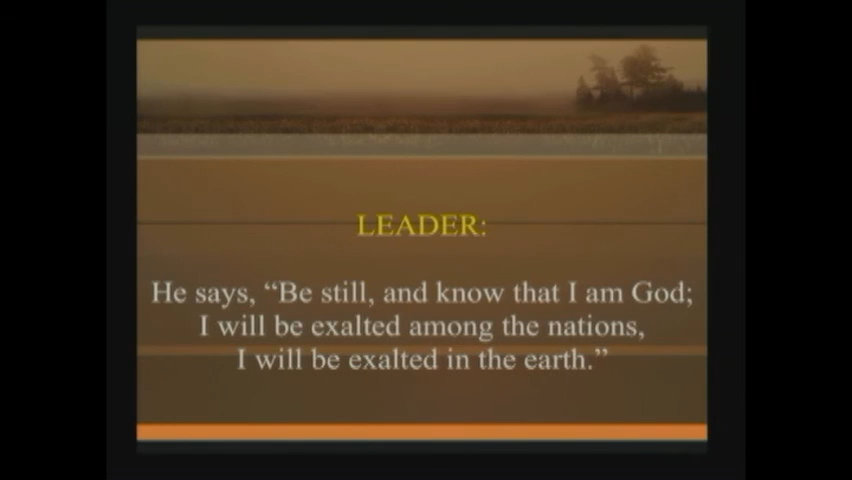 LEADER:
He says, “Be still, and know that I am God;
I will be exalted among the nations,
I will be exalted in the earth.”